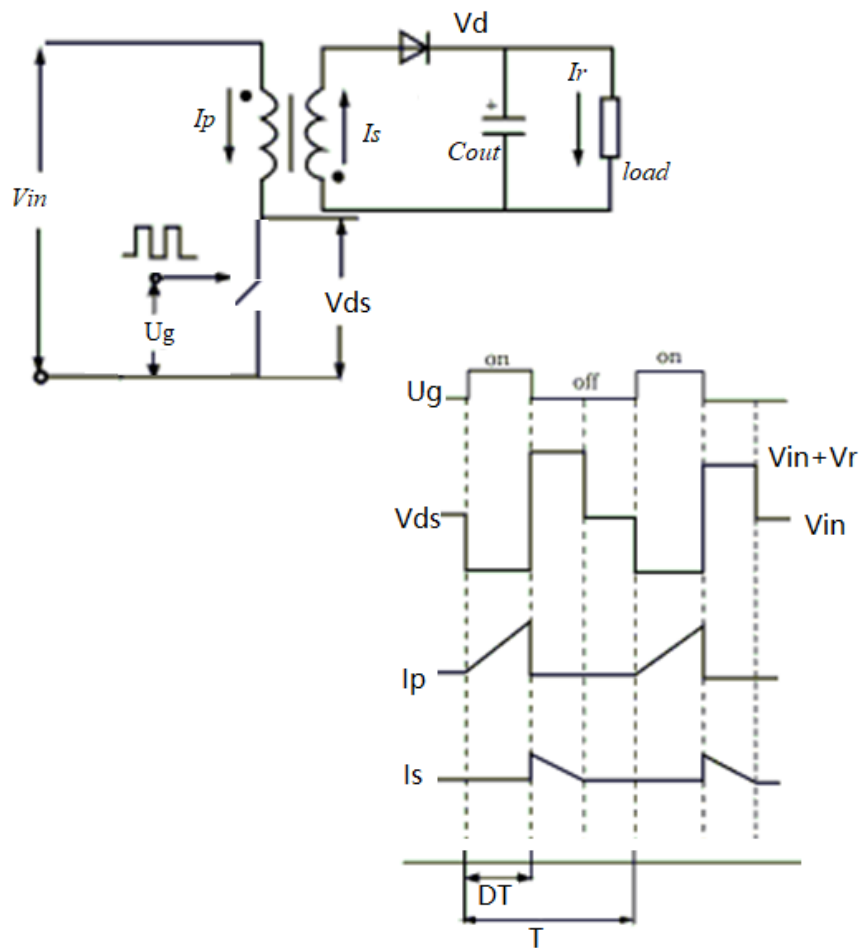 Vd
Ip
Is
+
Cout
Ir
load
Vin
Ug
Vds
on
off
on
Ug
Vin+Vr
Vds
Vin
Ip
Is
DT
T